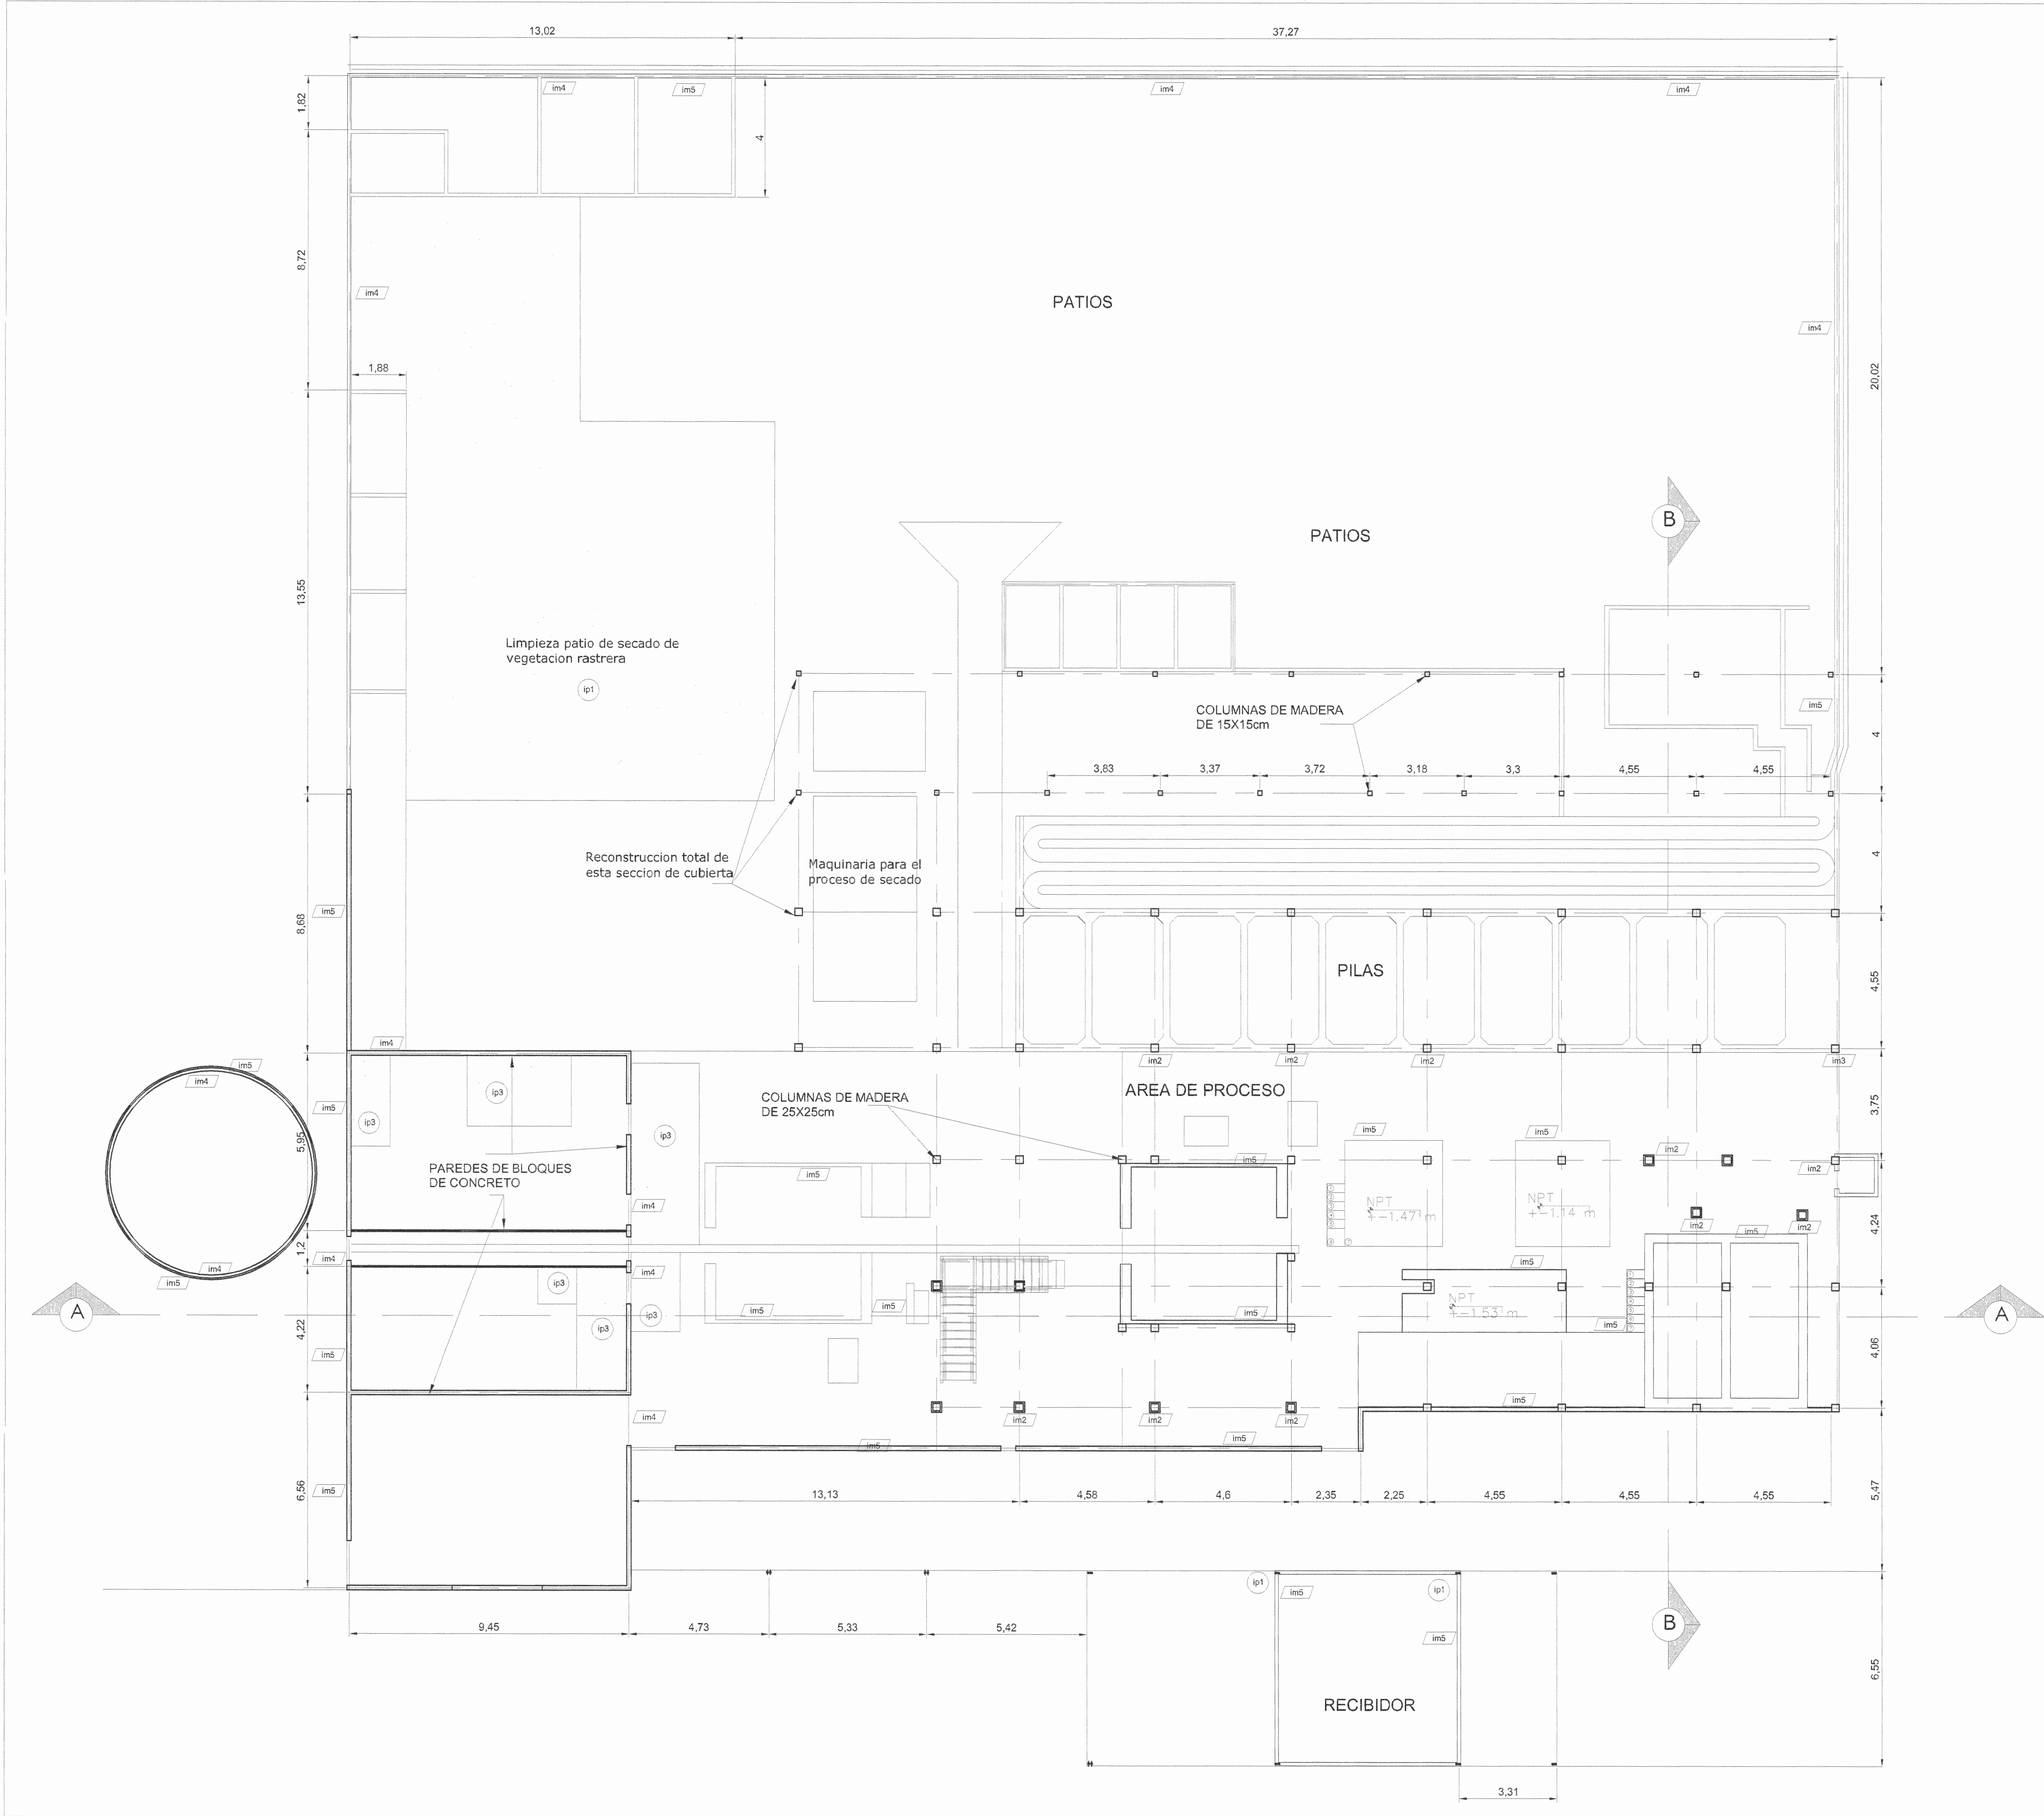 13,02
37,27
1,82
im4
im5
im4
im4
4
8,72
im4
PATIOS
im4
20,02
1,88
B
PATIOS
13,55
Limpieza patio de secado de
vegetacion rastrera
ip1
COLUMNAS DE MADERA
DE 15X15cm
im5
4
3,83
3,37
3,72
3,18
3,3
4,55
4,55
Reconstruccion total de
esta seccion de cubierta
Maquinaria para el
proceso de secado
4
8,68
im5
PILAS
4,55
im4
im5
im4
im2
im2
im2
im3
AREA DE PROCESO
ip3
ip3
im5
ip3
5,95
COLUMNAS DE MADERA
DE 25X25cm
3,75
im5
im5
im2
PAREDES DE BLOQUES
DE CONCRETO
im5
im5
im2
im4
NPT
+-1.47 m
NPT
+-1.14 m
im2
im2
4,24
im5
1,2
im4
im4
im4
im5
ip3
im5
A
4,22
ip3
ip3
im5
im5
im5
NPT
+-1.53 m
im5
A
im5
4,06
im4
im2
im2
im2
im5
im5
im5
6,56
im5
13,13
4,58
4,6
2,35
2,25
4,55
4,55
4,55
5,47
ip1
im5
ip1
9,45
4,73
5,33
5,42
im5
B
6,55
RECIBIDOR
3,31